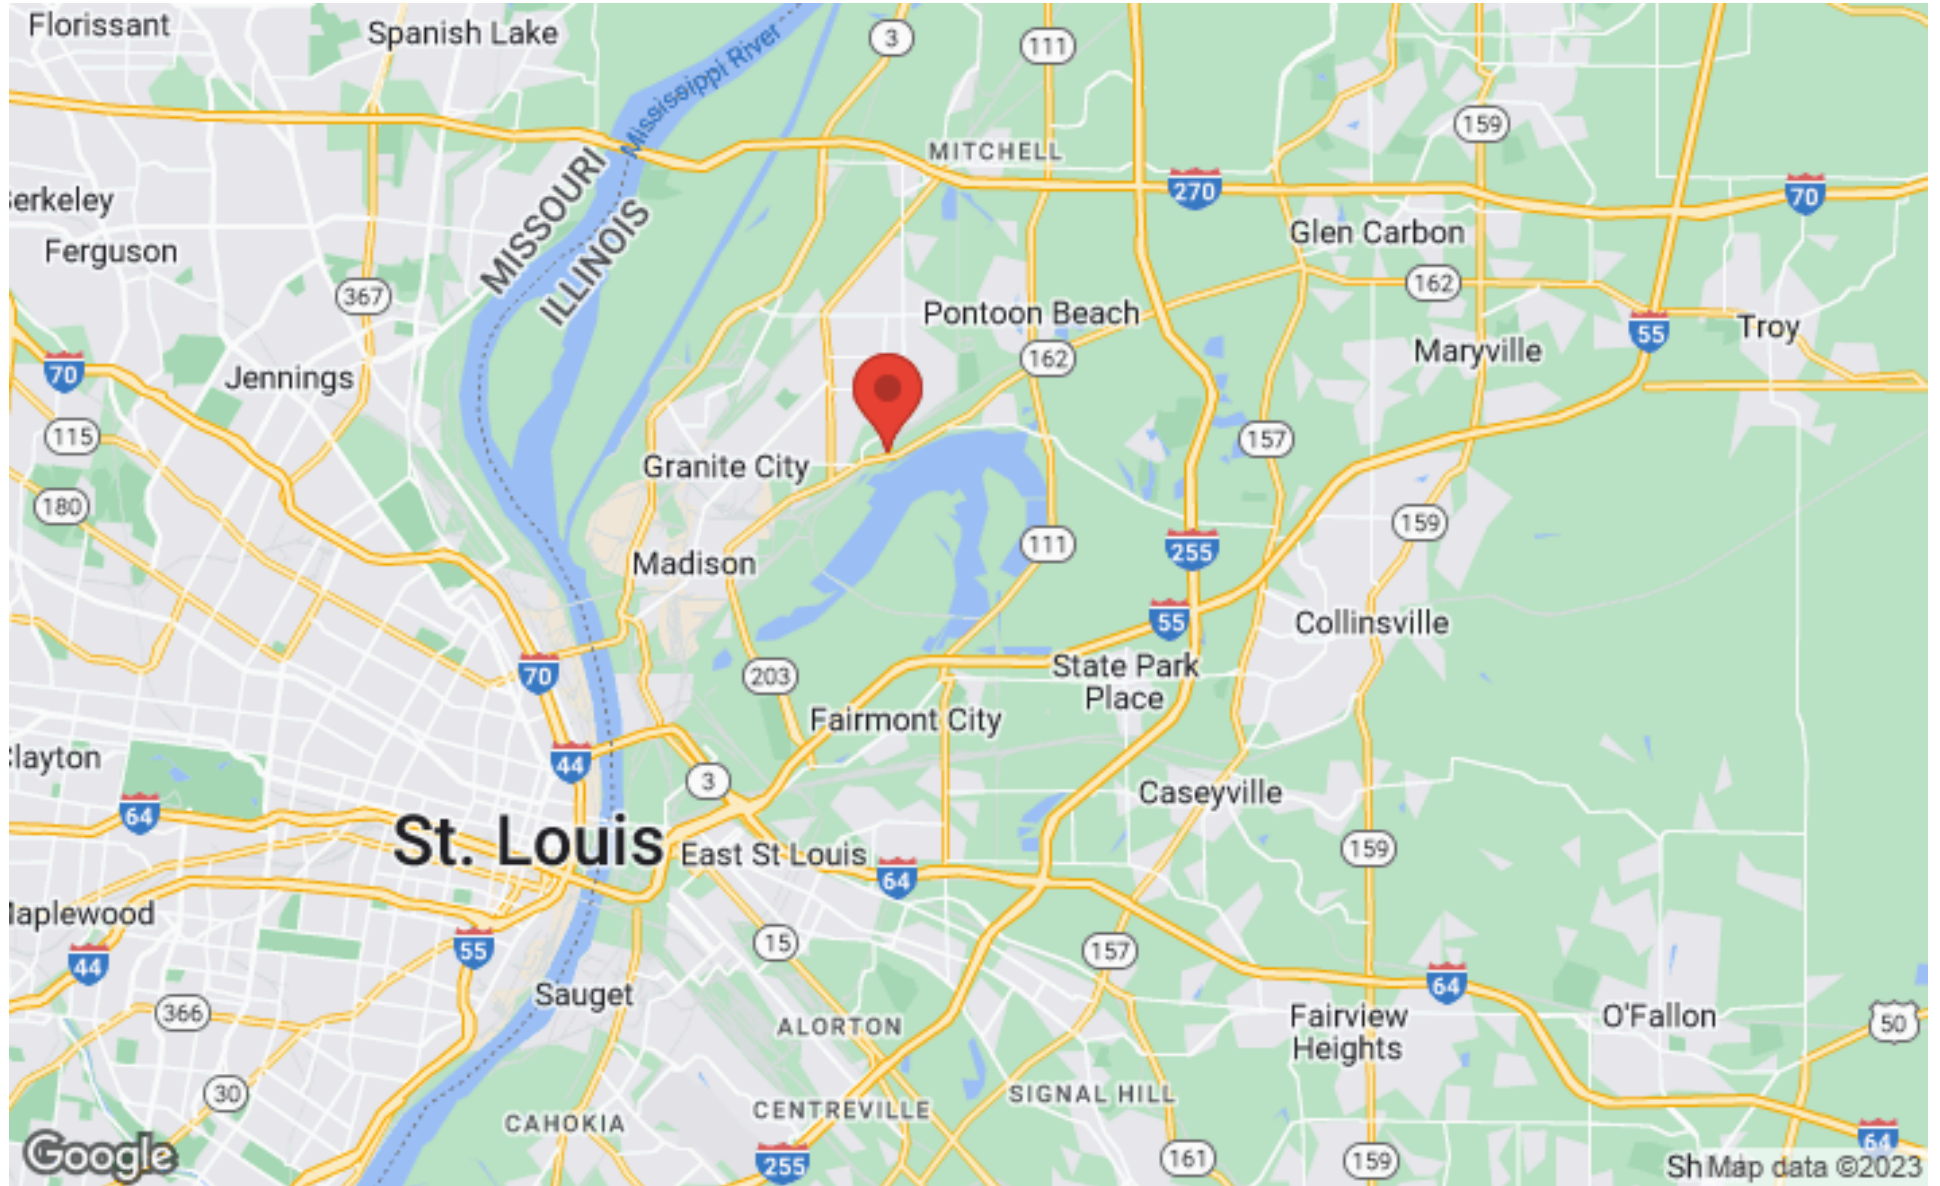 Florissant
Spanish Lake
3
111
Mississippi River
159
MITCHELL
MISSOURI
ILLINOIS
270
70
erkeley
Ferguson
Glen Carbon
367
162
Pontoon Beach
55
Troy
162
Maryville
70
Jennings
115
157
Granite City
180
159
111
255
Madison
55
Collinsville
70
203
State Park
Place
Fairmont City
44
layton
3
Caseyville
64
St. Louis
East St Louis
159
64
aplewood
55
15
157
44
64
Sauget
366
ALORTON
Fairview
Heights
O'Fallon
50
30
SIGNAL HILL
CENTREVILLE
CAHOKIA
64
Google
255
161
159
Sh
Map data ©2023